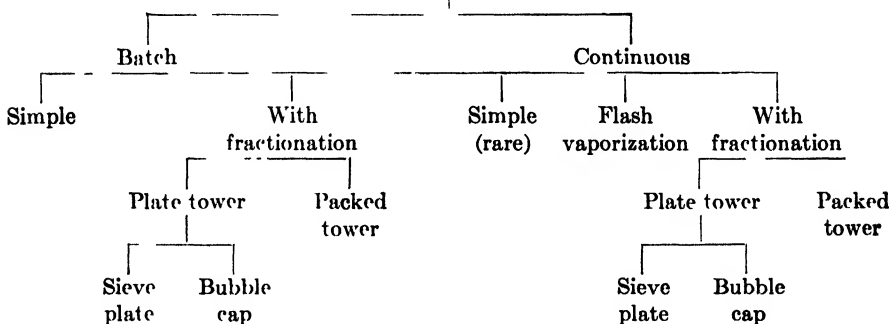 Batch Continuous
Simple With Simple Flash With
fractionation (rare) vaporization fractionation
Plate tower Packed Plate tower Packed
tower tower
Sieve Bubble Sieve Bubble
plate cap plate cap